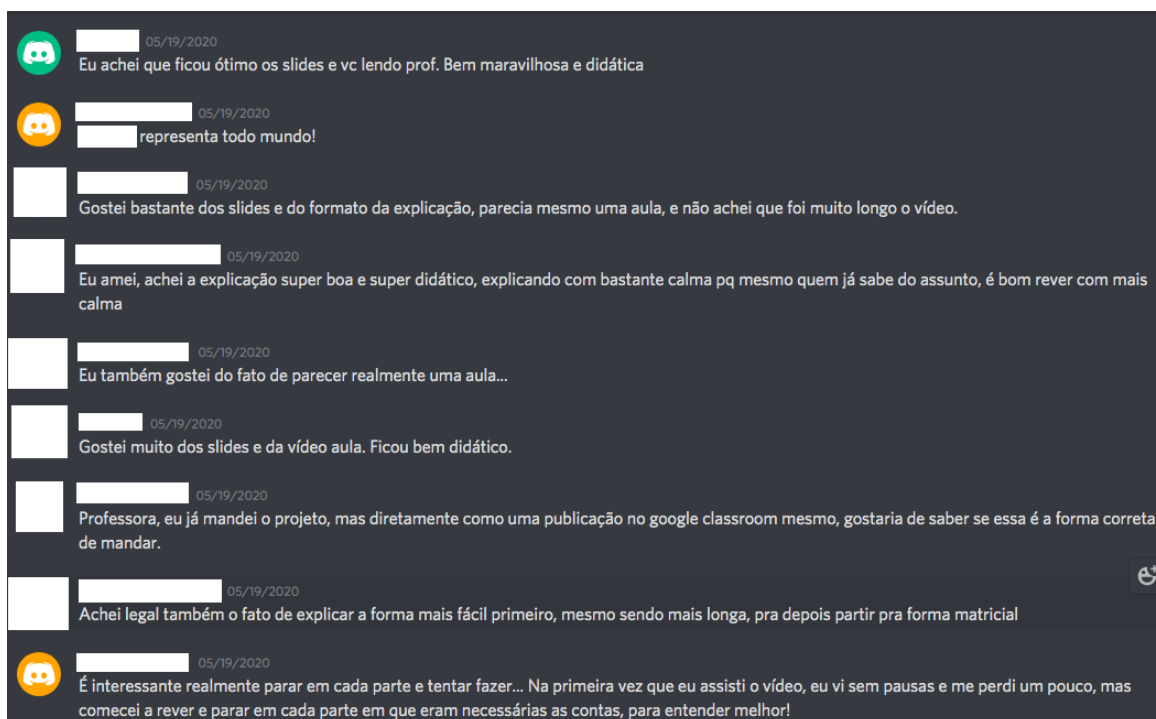 05/19/2020
Eu achei que ficou ótimo os slides e vc lendo prof. Bem maravilhosa e didática
05/19/2020
representa todo mundo!
05/19/2020
Gostei bastante dos slides e do formato da explicação, parecia mesmo uma aula, e não achei que foi muito longo o vídeo.
05/19/2020
Eu amei, achei a explicação super boa e super didático, explicando com bastante calma pq mesmo quem já sabe do assunto, é bom rever com mais
calma
05/19/2020
Eu também gostei do fato de parecer realmente uma aula...
05/19/2020
Gostei muito dos slides e da vídeo aula. Ficou bem didático.
05/19/2020
Professora, eu já mandei o projeto, mas diretamente como uma publicação no google classroom mesmo, gostaria de saber se essa é a forma correta
de mandar.
05/19/2020
Achei legal também o fato de explicar a forma mais fácil primeiro, mesmo sendo mais longa, pra depois partir pra forma matricial
05/19/2020
É interessante realmente parar em cada parte e tentar fazer... Na primeira vez que eu assisti o vídeo, eu vi sem pausas e me perdi um pouco, mas
comecei a rever e parar em cada parte em que eram necessárias as contas, para entender melhor!